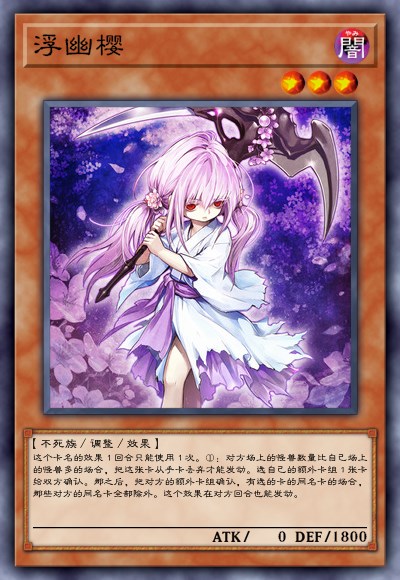 浮幽樱
やみ
闇
【不死族／调整／效果】
这个卡名的效果1回合只能使用1次。①：对方场上的怪兽数量比自己场上
的怪兽多的场合，把这张卡从手卡丢弃才能发动。选自己的额外卡组1张卡
给双方确认。那之后，把对方的额外卡组确认，有选的卡的同名卡的场合，
那些对方的同名卡全部除外。这个效果在对方回合也能发动。
ATK/ 0 DEF/1800